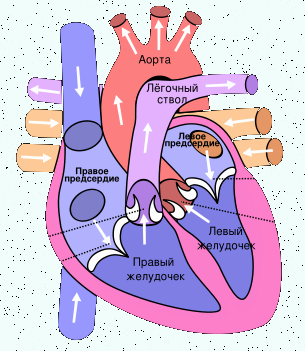 Аорта
Лёгочный
ствол
Левое
предсердие
Правое
предсердие
Левый
желудочек
Правый
желудочек